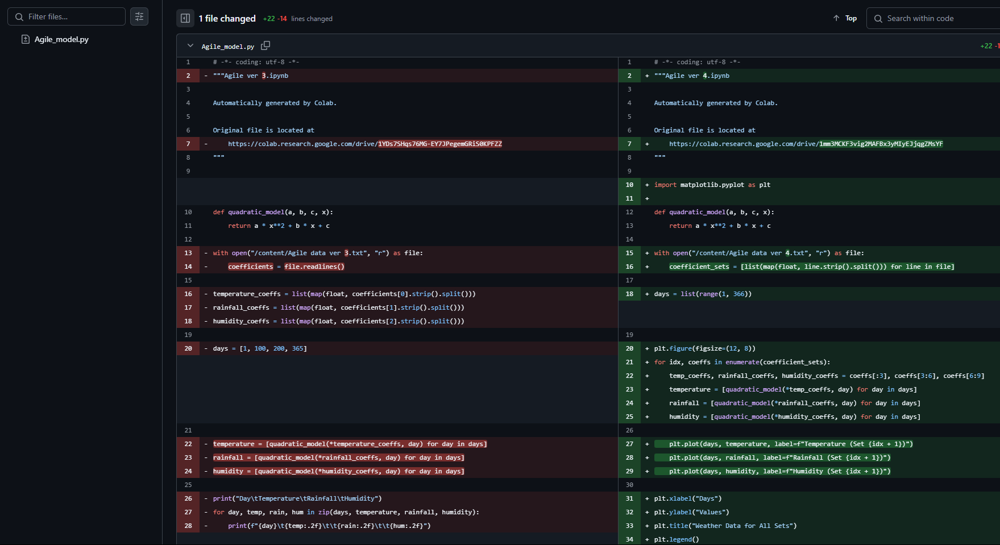 Filter files...
Agile_model.py
1 file changed +22 -14 lines changed
Top
Search within code
Agile_model.py
+22
1 # -*- coding: utf-8 -*-
2 - """Agile ver 3.ipynb
3
4 Automatically generated by Colab.
5
6 Original file is located at
7 - https://colab.research.google.com/drive/1YDs7SHqs76MG-EY7JPegemGRiS0KPFZZ
8 """
9
10 def quadratic_model(a, b, c, x):
11 return a * x**2 + b * x + c
12
13 - with open("/content/Agile data ver 3.txt", "r") as file:
14 - coefficients = file.readlines()
15
16 - temperature_coeffs = list(map(float, coefficients[0].strip().split()))
17 - rainfall_coeffs = list(map(float, coefficients[1].strip().split()))
18 - humidity_coeffs = list(map(float, coefficients[2].strip().split()))
19
20 - days = [1, 100, 200, 365]
21
22 - temperature = [quadratic_model(*temperature_coeffs, day) for day in days]
23 - rainfall = [quadratic_model(*rainfall_coeffs, day) for day in days]
24 - humidity = [quadratic_model(*humidity_coeffs, day) for day in days]
25
26 - print("Day\tTemperature\tRainfall\tHumidity")
27 - for day, temp, rain, hum in zip(days, temperature, rainfall, humidity):
28 - print(f"{day}\t{temp:.2f}\t\t{rain:.2f}\t\t{hum:.2f}")
1 # -*- coding: utf-8 -*-
2 + """Agile ver 4.ipynb
3
4 Automatically generated by Colab.
5
6 Original file is located at
7 + https://colab.research.google.com/drive/1mm3MCKF3vig2MAFBx3yMIyEJjqgZMsYF
8 """
9
10 + import matplotlib.pyplot as plt
11 +
12 def quadratic_model(a, b, c, x):
13 return a * x**2 + b * x + c
14
15 + with open("/content/Agile data ver 4.txt", "r") as file:
16 + coefficient_sets = [list(map(float, line.strip().split())) for line in file]
17
18 + days = list(range(1, 366))
19
20 + plt.figure(figsize=(12, 8))
21 + for idx, coeffs in enumerate(coefficient_sets):
22 + temp_coeffs, rainfall_coeffs, humidity_coeffs = coeffs[:3], coeffs[3:6], coeffs[6:9]
23 + temperature = [quadratic_model(*temp_coeffs, day) for day in days]
24 + rainfall = [quadratic_model(*rainfall_coeffs, day) for day in days]
25 + humidity = [quadratic_model(*humidity_coeffs, day) for day in days]
26
27 + plt.plot(days, temperature, label=f"Temperature (Set {idx + 1})")
28 + plt.plot(days, rainfall, label=f"Rainfall (Set {idx + 1})")
29 + plt.plot(days, humidity, label=f"Humidity (Set {idx + 1})")
30
31 + plt.xlabel("Days")
32 + plt.ylabel("Values")
33 + plt.title("Weather Data for All Sets")
34 + plt.legend()